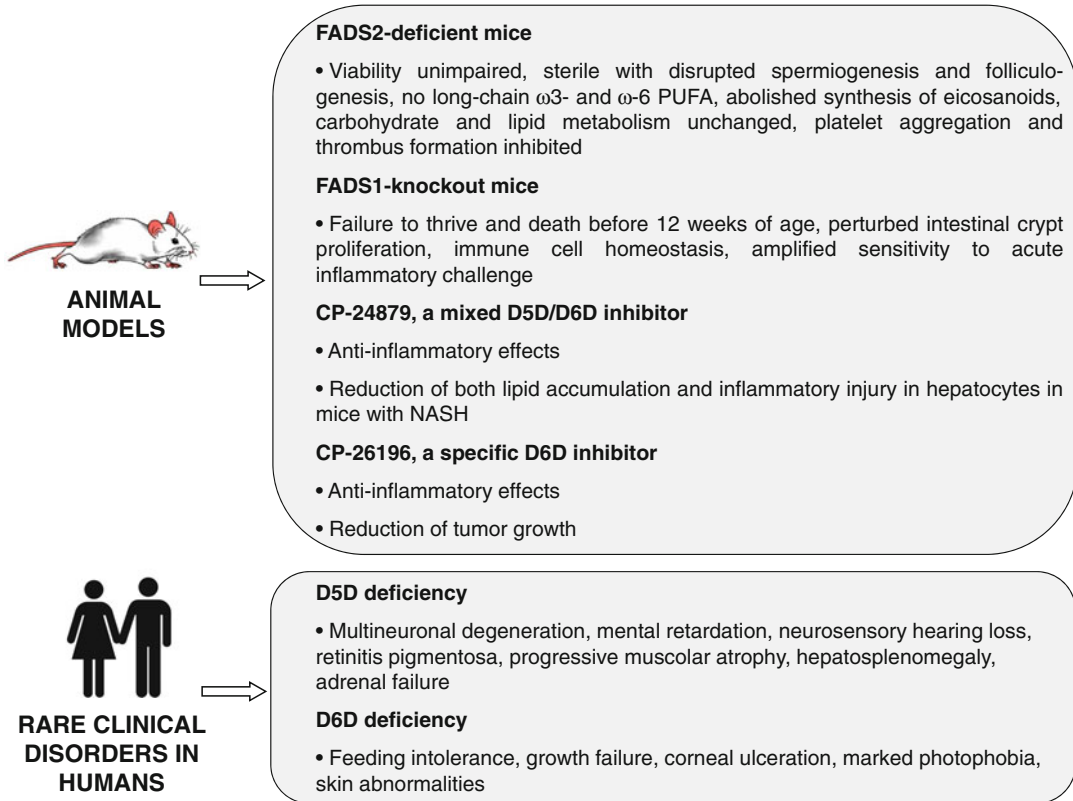 FADS2-deficient mice
• Viability unimpaired, sterile with disrupted spermiogenesis and folliculo-
genesis, no long-chain ω3- and ω-6 PUFA, abolished synthesis of eicosanoids,
carbohydrate and lipid metabolism unchanged, platelet aggregation and
thrombus formation inhibited
FADS1-knockout mice
• Failure to thrive and death before 12 weeks of age, perturbed intestinal crypt
proliferation, immune cell homeostasis, amplified sensitivity to acute
inflammatory challenge
ANIMAL
MODELS
CP-24879, a mixed D5D/D6D inhibitor
• Anti-inflammatory effects
• Reduction of both lipid accumulation and inflammatory injury in hepatocytes in
mice with NASH
CP-26196, a specific D6D inhibitor
• Anti-inflammatory effects
• Reduction of tumor growth
D5D deficiency
• Multineuronal degeneration, mental retardation, neurosensory hearing loss,
retinitis pigmentosa, progressive muscolar atrophy, hepatosplenomegaly,
adrenal failure
RARE CLINICAL
DISORDERS IN
HUMANS
D6D deficiency
• Feeding intolerance, growth failure, corneal ulceration, marked photophobia,
skin abnormalities